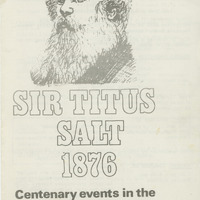 SIR TITUS
SALT
1876
Centenary events in the